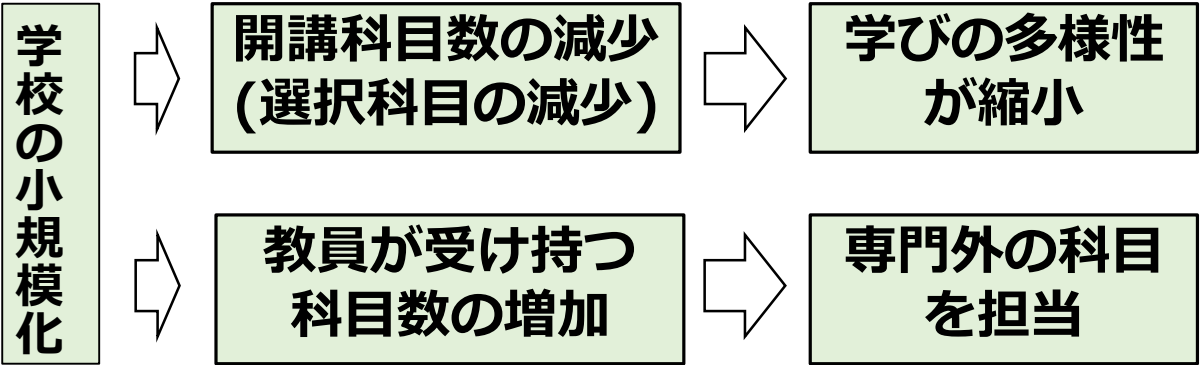 学校の小規模化
開講科目数の減少
(選択科目の減少)
学びの多様性
が縮小
教員が受け持つ
科目数の増加
専門外の科目
を担当